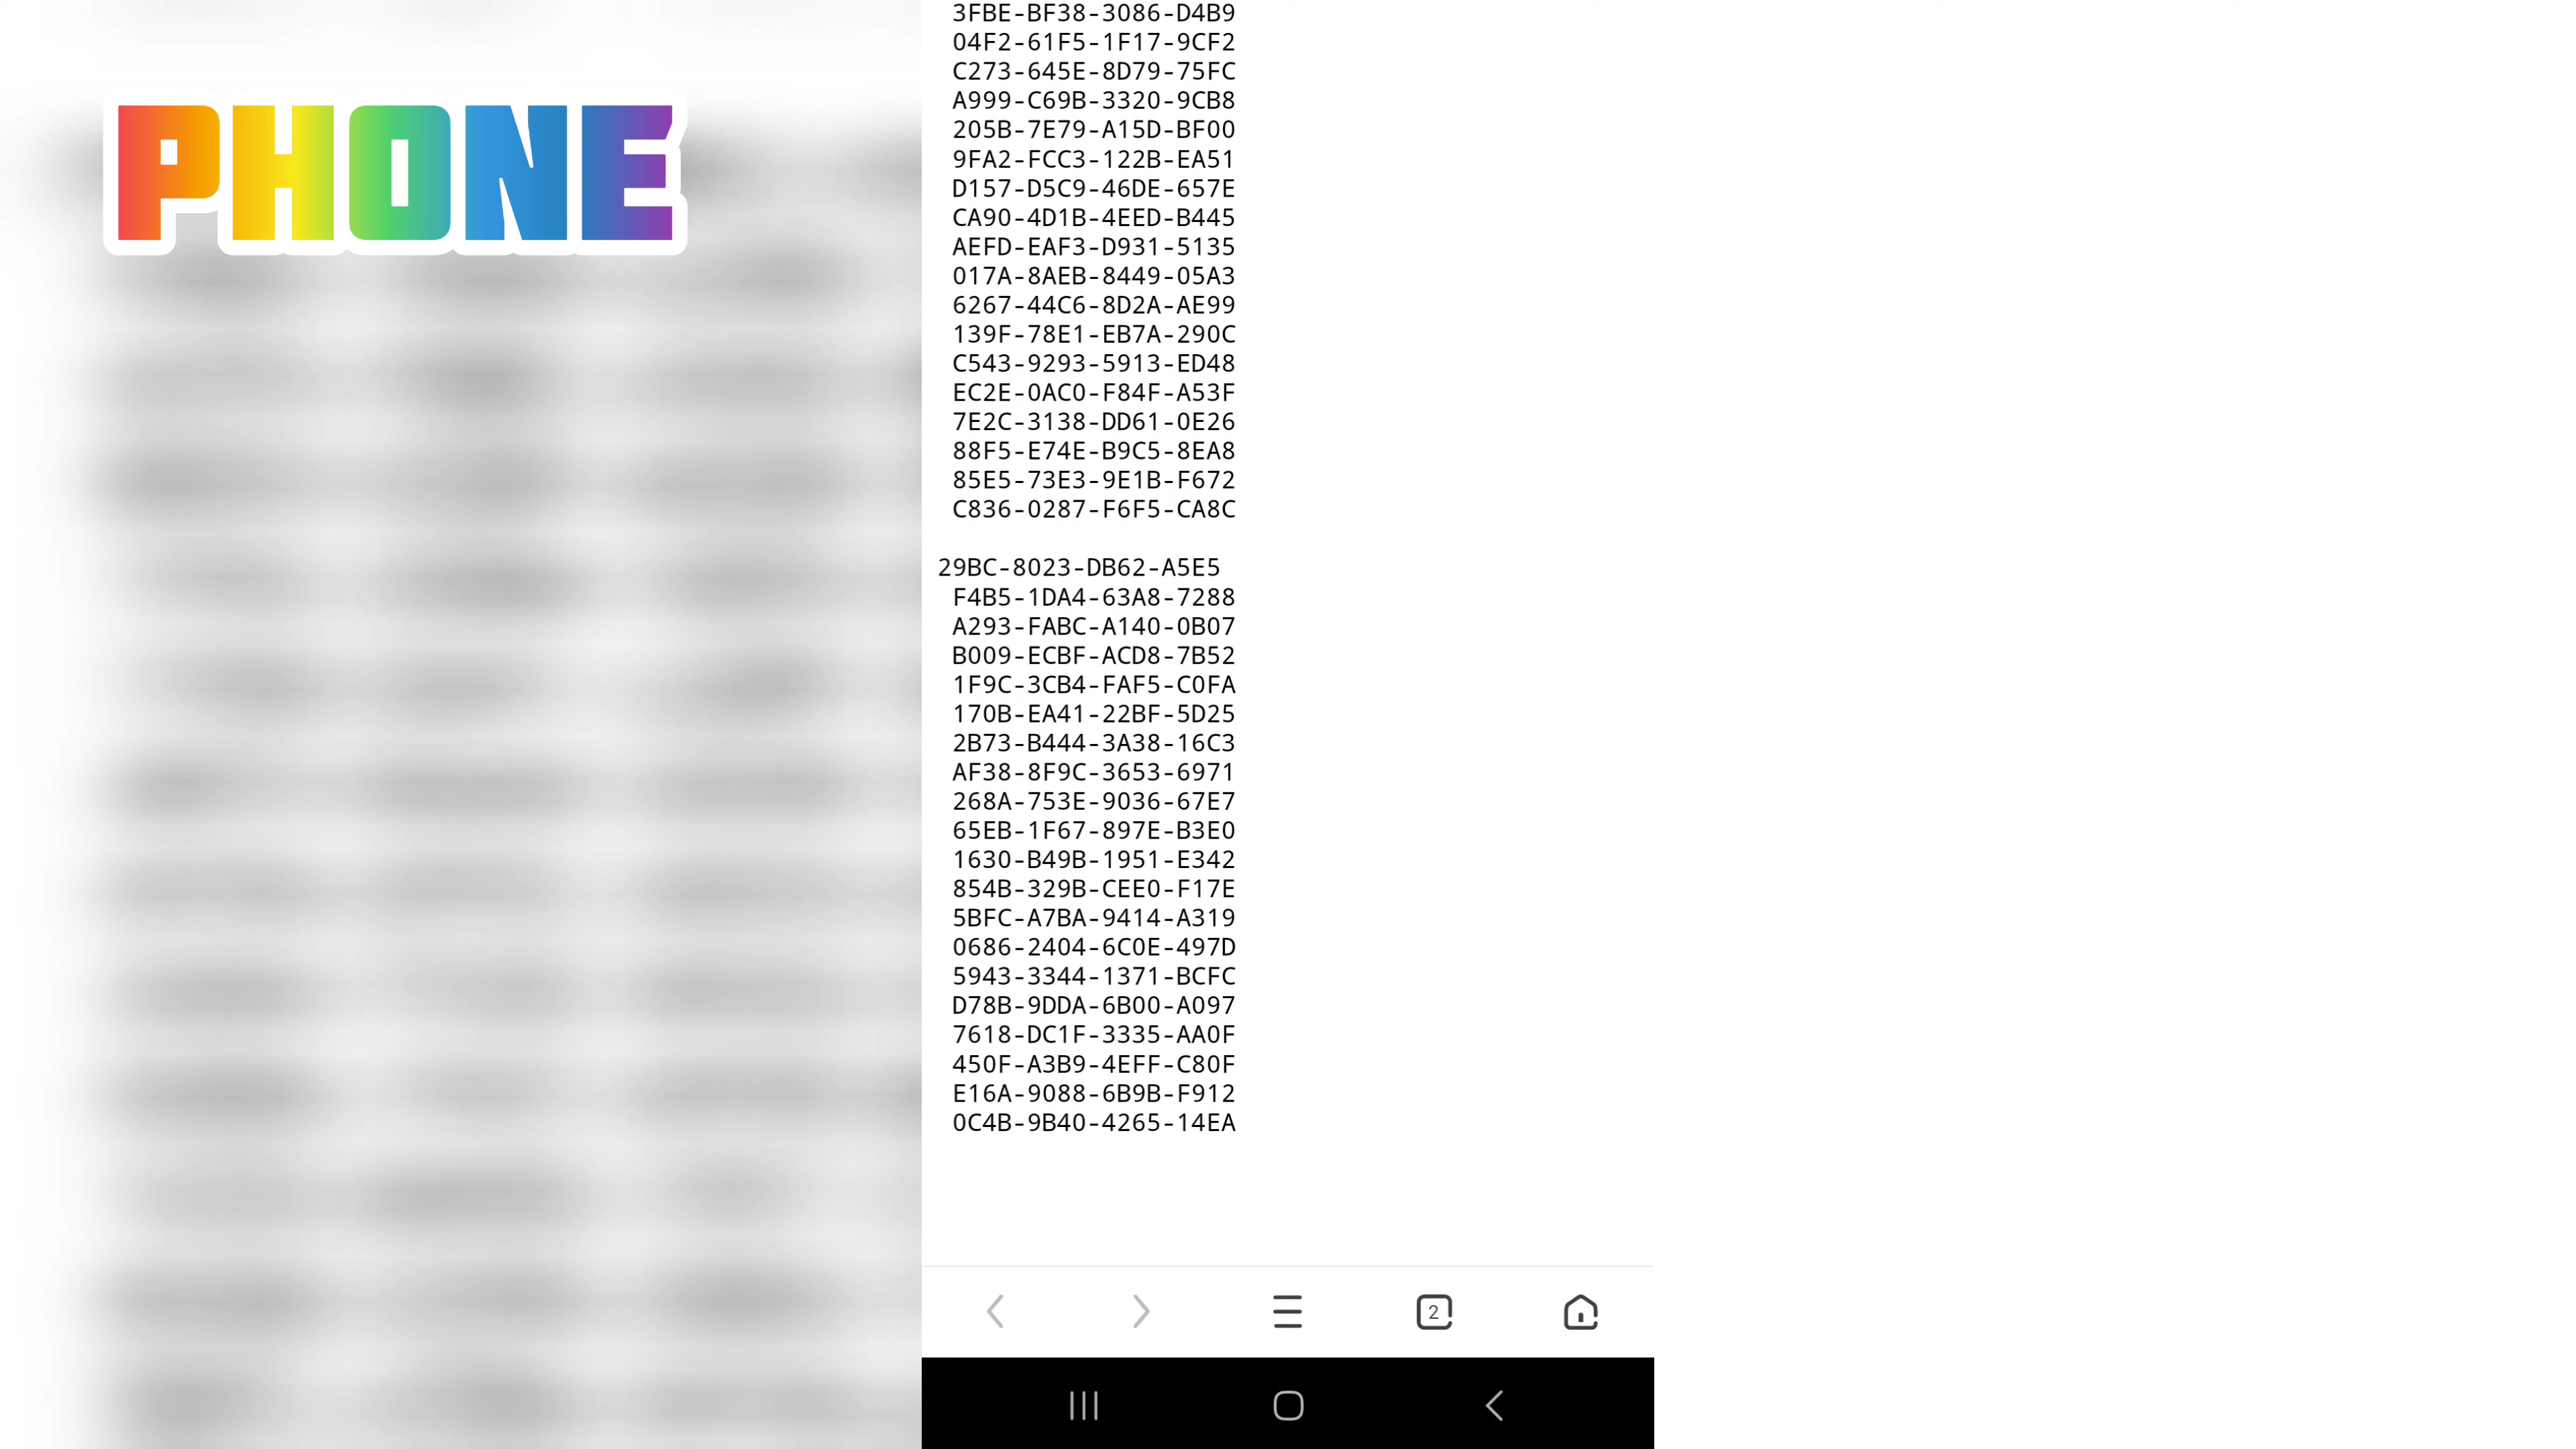 PHONE
3FBE-BF38-3086-D4B9
04F2-61F5-1F17-9CF2
C273-645E-8D79-75FC
A999-C69B-3320-9CB8
205B-7E79-A15D-BF00
9FA2-FCC3-122B-EA51
D157-D5C9-46DE-657E
CA90-4D1B-4EED-B445
AEFD-EAF3-D931-5135
017A-8AEB-8449-05A3
6267-44C6-8D2A-AE99
139F-78E1-EB7A-290C
C543-9293-5913-ED48
EC2E-0AC0-F84F-A53F
7E2C-3138-DD61-0E26
88F5-E74E-B9C5-8EA8
85E5-73E3-9E1B-F672
C836-0287-F6F5-CA8C
29BC-8023-DB62-A5E5
F4B5-1DA4-63A8-7288
A293-FABC-A140-0B07
B009-ECBF-ACD8-7B52
1F9C-3CB4-FAF5-C0FA
170B-EA41-22BF-5D25
2B73-B444-3A38-16C3
AF38-8F9C-3653-6971
268A-753E-9036-67E7
65EB-1F67-897E-B3E0
1630-B49B-1951-E342
854B-329B-CEE0-F17E
5BFC-A7BA-9414-A319
0686-2404-6C0E-497D
5943-3344-1371-BCFC
D78B-9DDA-6B00-A097
7618-DC1F-3335-AA0F
450F-A3B9-4EFF-C80F
E16A-9088-6B9B-F912
0C4B-9B40-4265-14EA
2